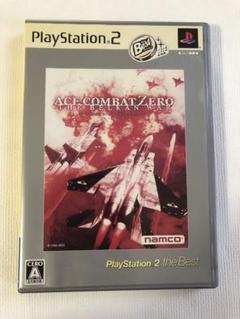 PlayStation 2
the Best
ACE COMBAT ZERO
THE BELKAN WAR
namco
CERO
A
PlayStation 2 the Best